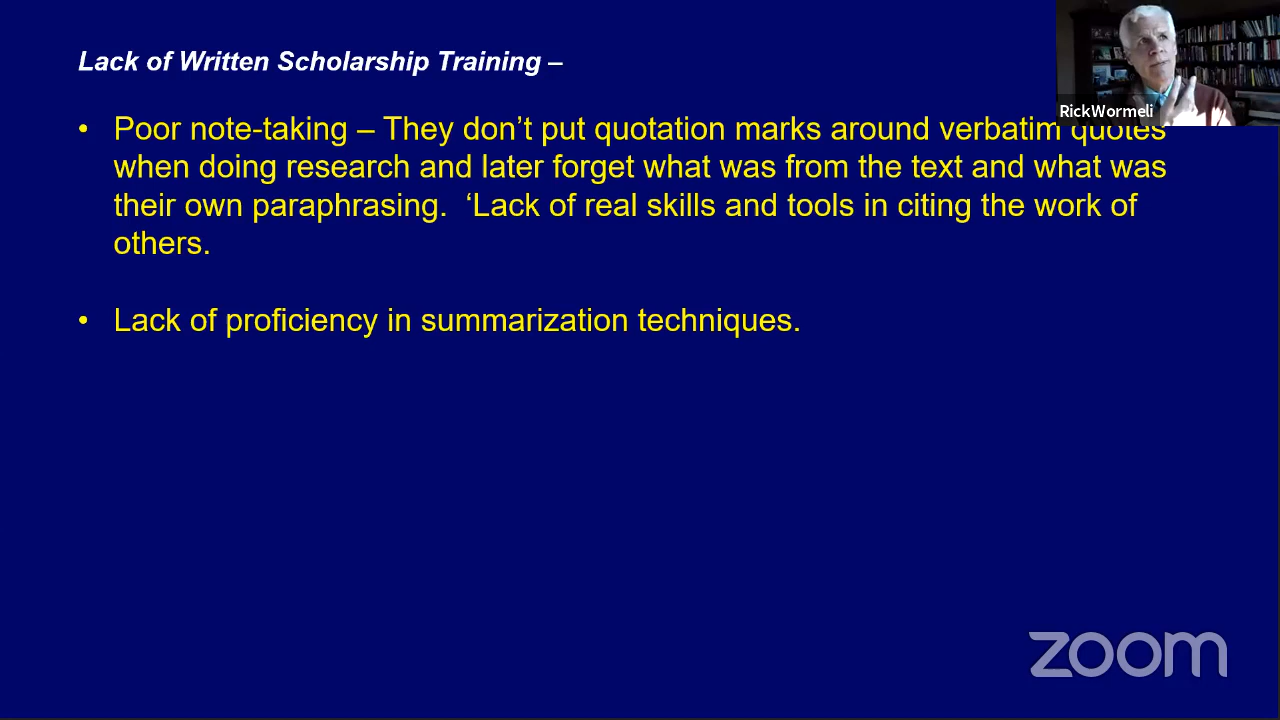 Lack of Written Scholarship Training –
• Poor note-taking – They don’t put quotation marks around verbatim quotes
when doing research and later forget what was from the text and what was
their own paraphrasing.  ‘Lack of real skills and tools in citing the work of
others.
• Lack of proficiency in summarization techniques.
RickWormeli
zoom